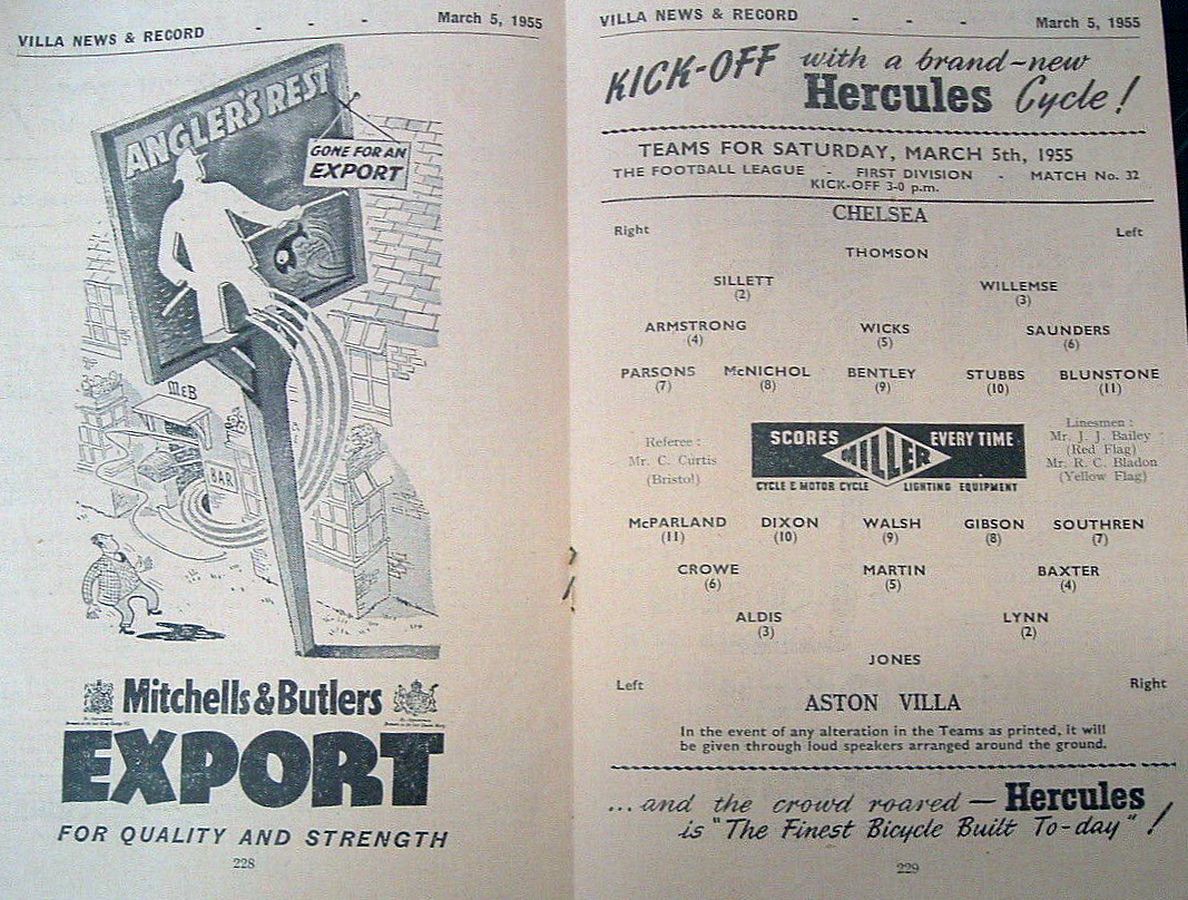 VILLA NEWS & RECORD - - - March 5, 1955
ANGLER'S REST
GONE FOR AN
EXPORT
M&B
BAR
Mitchells & Butlers
EXPORT
FOR QUALITY AND STRENGTH
228
VILLA NEWS & RECORD - - - March 5, 1955
KICK-OFF with a brand-new
Hercules Cycle!
TEAMS FOR SATURDAY, MARCH 5th, 1955
THE FOOTBALL LEAGUE - FIRST DIVISION - MATCH No. 32
KICK-OFF 3-0 p.m.
CHELSEA
Right Left
THOMSON
SILLETT WILLEMSE
(2) (3)
ARMSTRONG WICKS SAUNDERS
(4) (5) (6)
PARSONS McNICHOL BENTLEY STUBBS BLUNSTONE
(7) (8) (9) (10) (11)
Referee :
Mr. C. Curtis
(Bristol)
SCORES MILLER EVERY TIME
CYCLE & MOTOR CYCLE LIGHTING EQUIPMENT
Linesmen :
Mr. J. J. Bailey
(Red Flag)
Mr. R. C. Bladon
(Yellow Flag)
McPARLAND DIXON WALSH GIBSON SOUTHREN
(11) (10) (9) (8) (7)
CROWE MARTIN BAXTER
(6) (5) (4)
ALDIS LYNN
(3) (2)
JONES
Left Right
ASTON VILLA
In the event of any alteration in the Teams as printed, it will
be given through loud speakers arranged around the ground.
...and the crowd roared — Hercules
is "The Finest Bicycle Built To-day" !
229